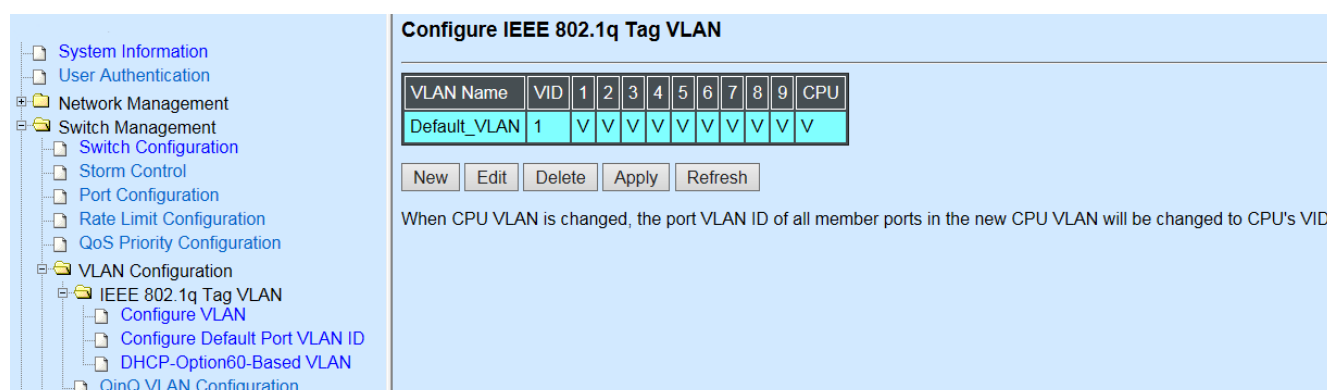 System Information
User Authentication
Network Management
Switch Management
Switch Configuration
Storm Control
Port Configuration
Rate Limit Configuration
QoS Priority Configuration
VLAN Configuration
IEEE 802.1q Tag VLAN
Configure VLAN
Configure Default Port VLAN ID
DHCP-Option60-Based VLAN
QinQ VLAN Configuration
Configure IEEE 802.1q Tag VLAN
VLAN Name VID 1 2 3 4 5 6 7 8 9 CPU
Default_VLAN 1 V V V V V V V V V V
New Edit Delete Apply Refresh
When CPU VLAN is changed, the port VLAN ID of all member ports in the new CPU VLAN will be changed to CPU's VID